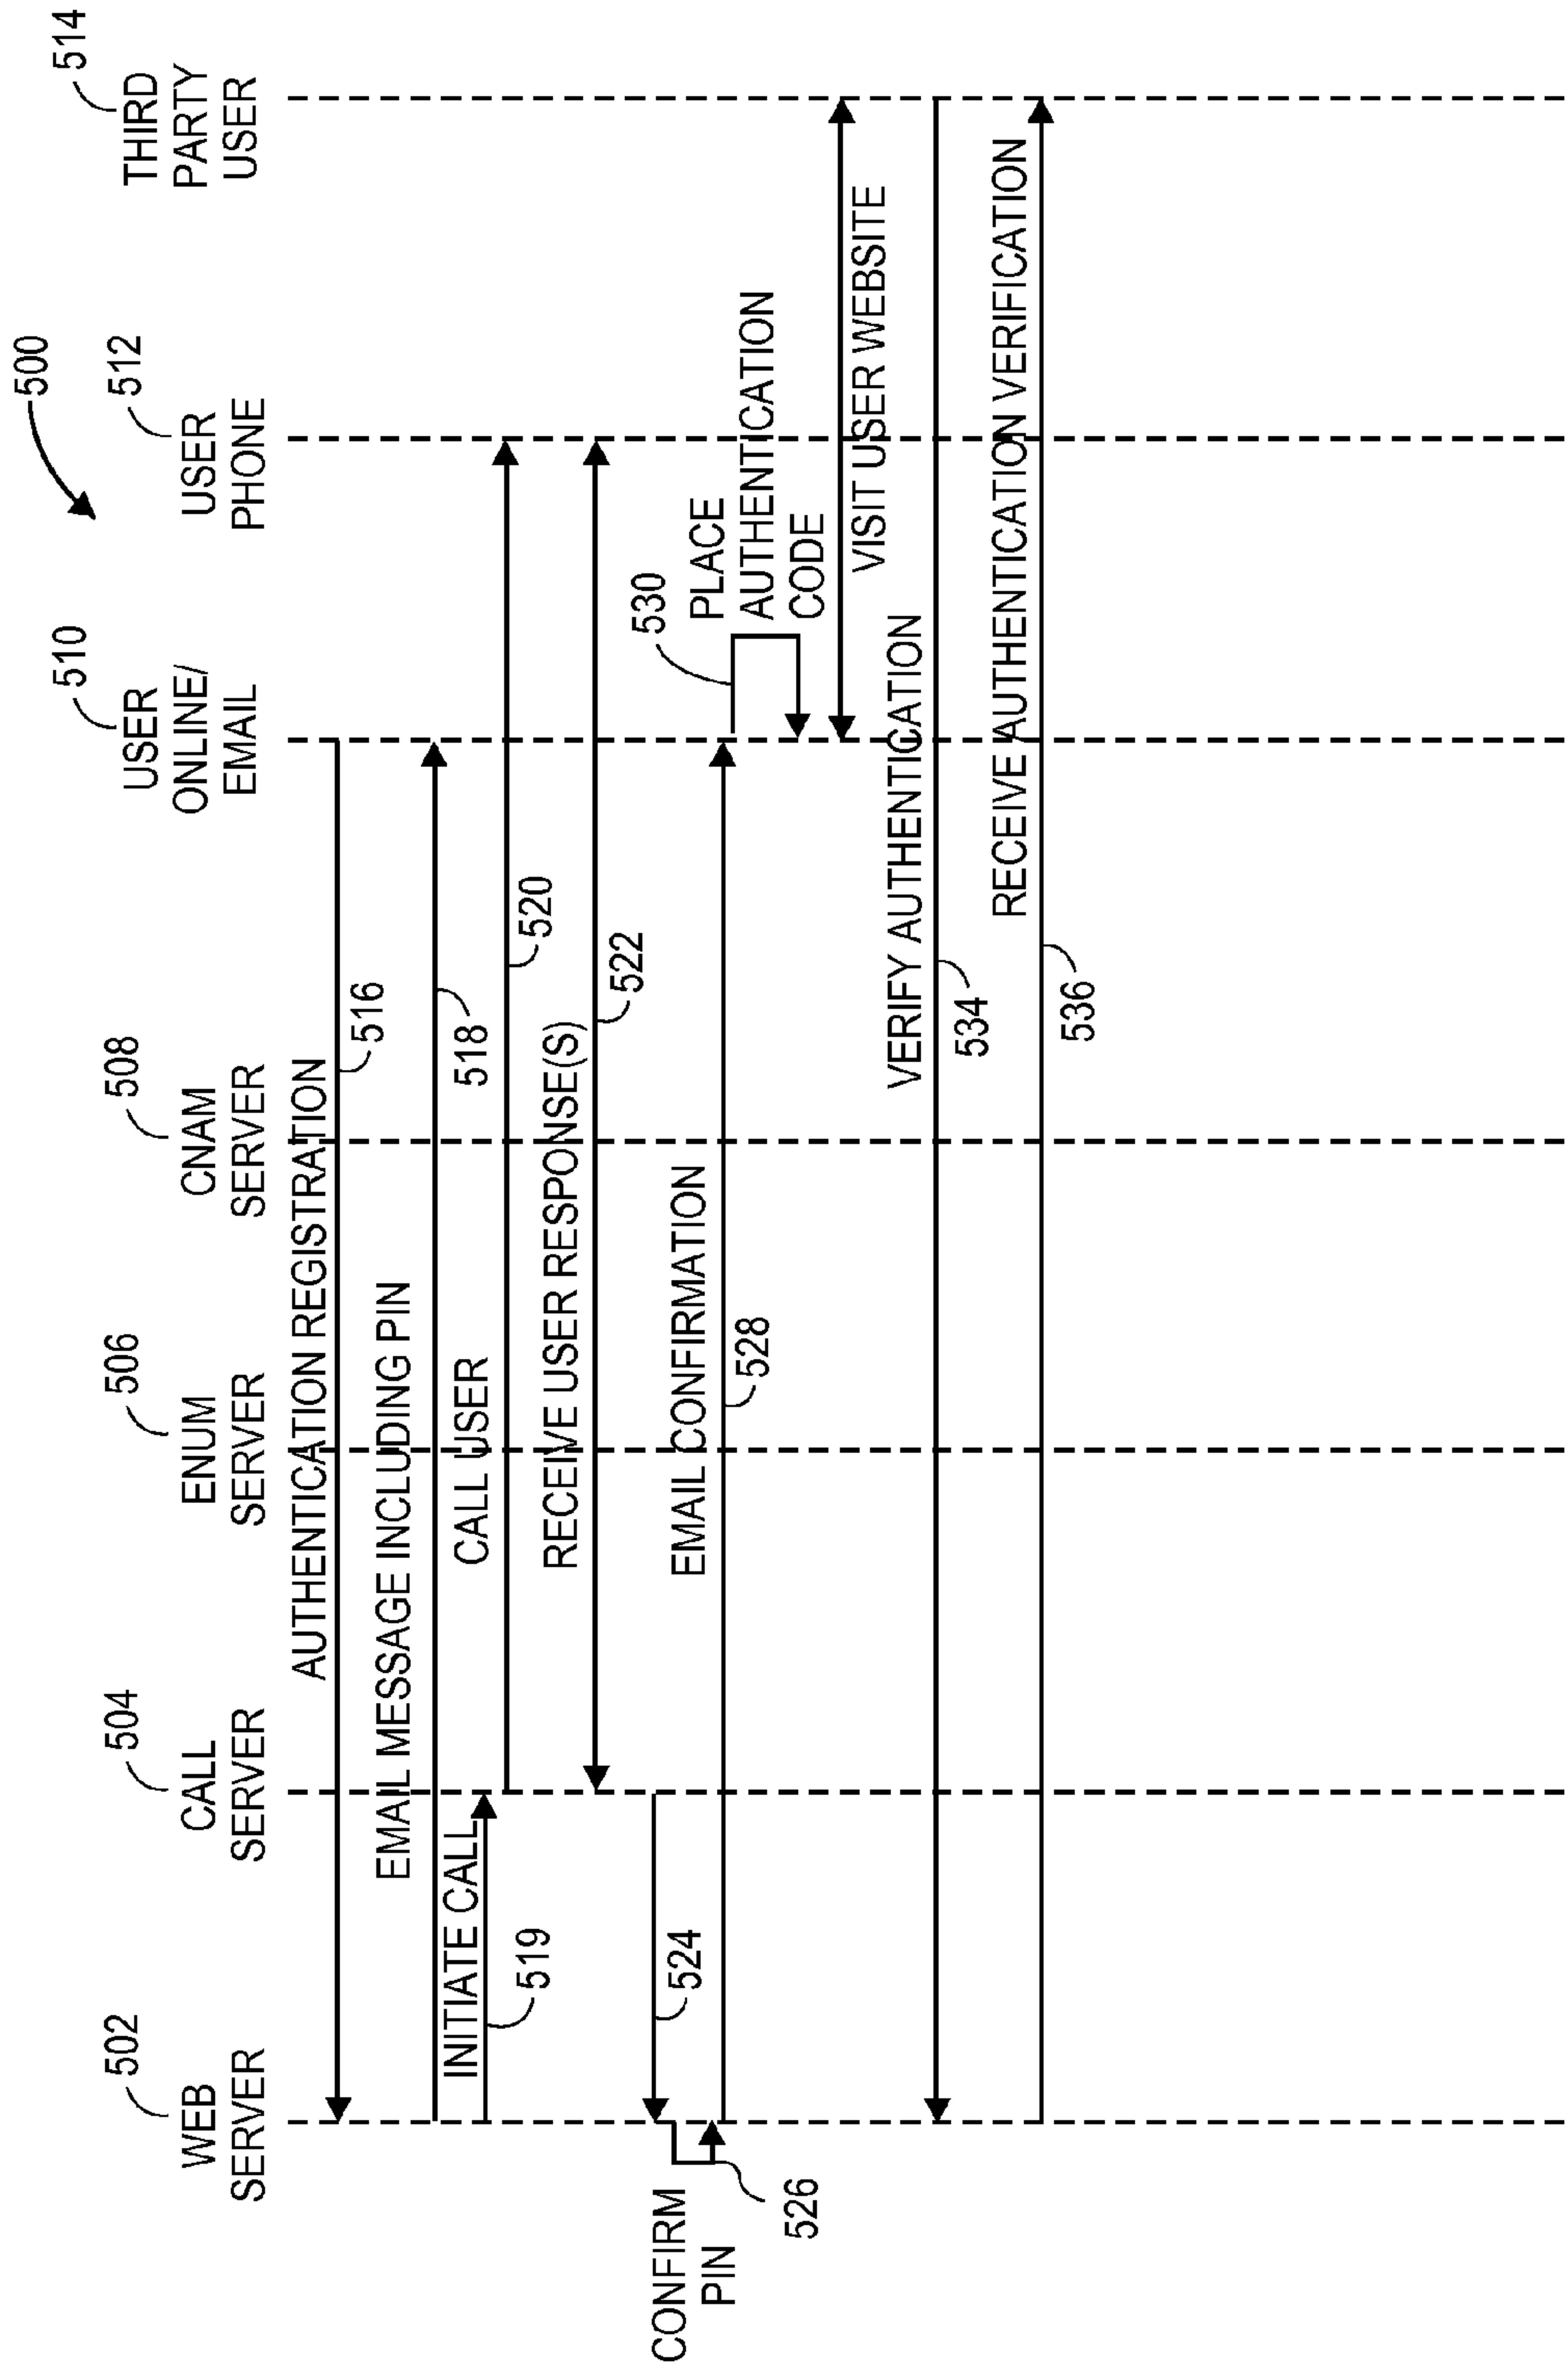 500
502
WEB
SERVER
504
CALL
SERVER
506
ENUM
SERVER
508
CNAM
SERVER
510
USER
ONLINE/
EMAIL
512
USER
PHONE
514
THIRD
PARTY
USER
AUTHENTICATION REGISTRATION
516
EMAIL MESSAGE INCLUDING PIN
518
INITIATE CALL
519
CALL USER
520
RECEIVE USER RESPONSE(S)
522
524
CONFIRM
PIN
526
EMAIL CONFIRMATION
528
530
PLACE
AUTHENTICATION
CODE
VISIT USER WEBSITE
VERIFY AUTHENTICATION
534
RECEIVE AUTHENTICATION VERIFICATION
536